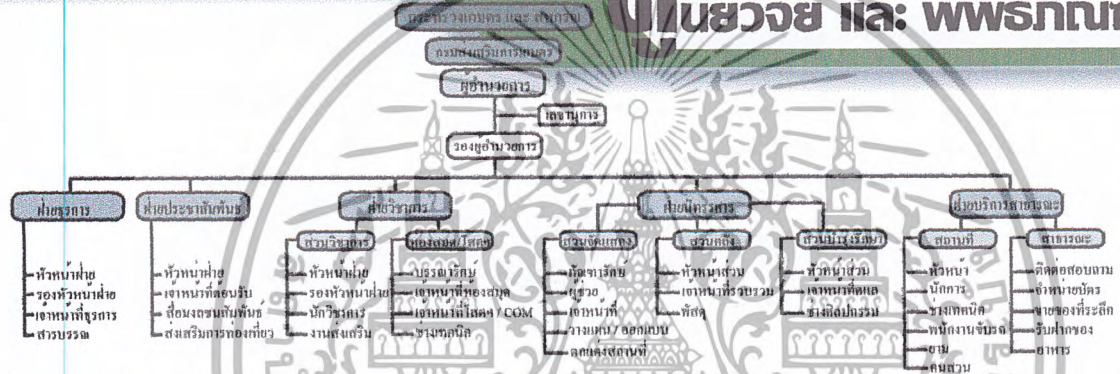 ศูนย์วิจัย และ พิพิธภัณฑ์
กระทรวงเกษตร และ สหกรณ์
กรมส่งเสริมการเกษตร
ผู้อำนวยการ
เลขานุการ
รองผู้อำนวยการ
ฝ่ายธุรการ
หัวหน้าฝ่าย
รองหัวหน้าฝ่าย
เจ้าหน้าที่ธุรการ
สารบรรณ
ฝ่ายประชาสัมพันธ์
หัวหน้าฝ่าย
เจ้าหน้าที่ต้อนรับ
สื่อมวลชนสัมพันธ์
ส่งเสริมการท่องเที่ยว
ฝ่ายวิชาการ
ส่วนวิชาการ
หัวหน้าฝ่าย
รองหัวหน้าฝ่าย
นักวิชาการ
งานส่งเสริม
ห้องสมุด/โสตฯ
บรรณารักษ์
เจ้าหน้าที่ห้องสมุด
เจ้าหน้าที่โสตฯ / COM
ช่างเทคนิค
ฝ่ายนิทรรศการ
ส่วนจัดแสดง
ภัณฑารักษ์
ผู้ช่วย
เจ้าหน้าที่
วางแผน / ออกแบบ
ตกแต่งสถานที่
ส่วนคลัง
หัวหน้าส่วน
เจ้าหน้าที่รวบรวม
พัสดุ
ส่วนบำรุงรักษา
หัวหน้าส่วน
เจ้าหน้าที่ดูแล
ช่างศิลปกรรม
ฝ่ายบริการสาธารณะ
สถานที่
หัวหน้า
นักการ
ช่างเทคนิค
พนักงานขับรถ
ยาม
คนสวน
สาธารณะ
ติดต่อสอบถาม
จำหน่ายบัตร
ขายของที่ระลึก
รับฝากของ
อาหาร